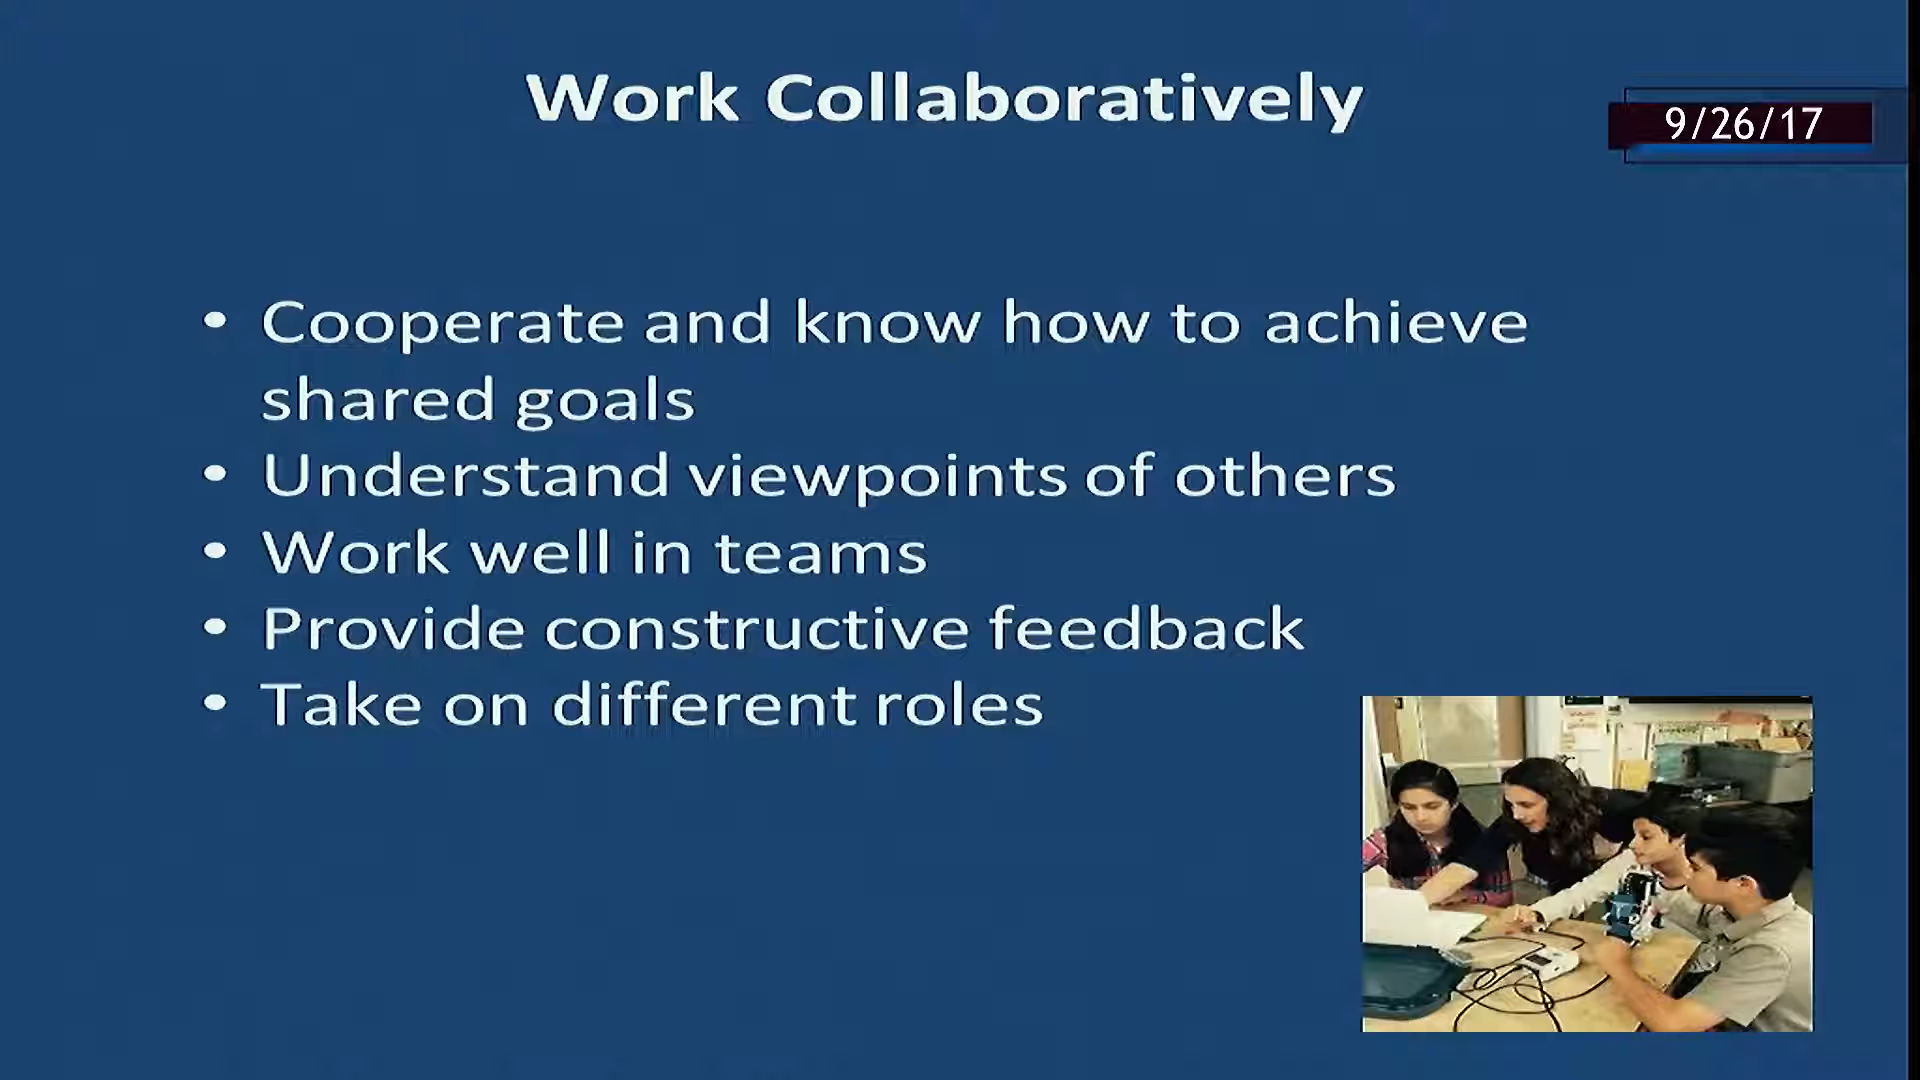 Work Collaboratively
9/26/17
• Cooperate and know how to achieve
shared goals
• Understand viewpoints of others
• Work well in teams
• Provide constructive feedback
• Take on different roles